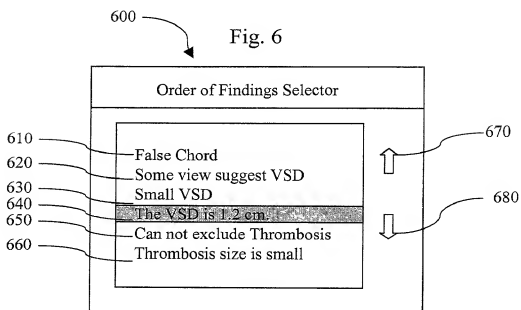 600
Fig. 6
Order of Findings Selector
610
False Chord
670
620
Some view suggest VSD
630
Small VSD
640
The VSD is 1.2 cm.
680
650
Can not exclude Thrombosis
660
Thrombosis size is small